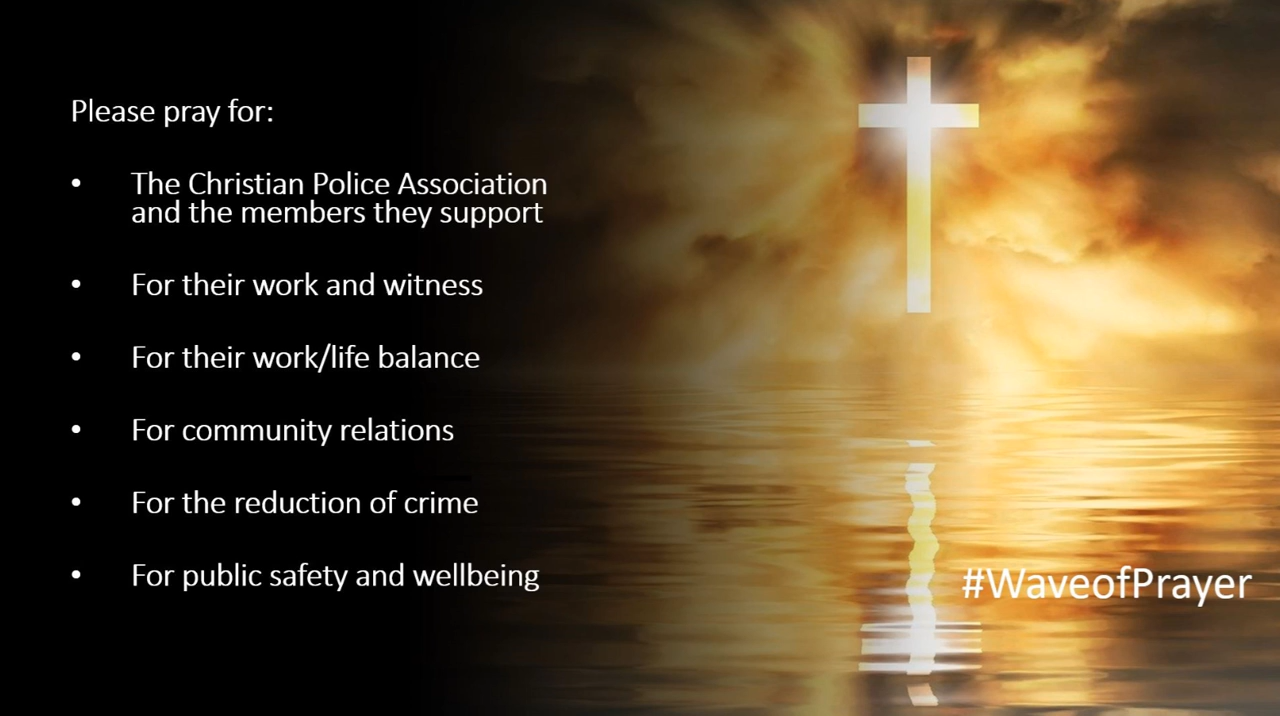 Please pray for:
• The Christian Police Association
and the members they support
• For their work and witness
• For their work/life balance
• For community relations
• For the reduction of crime
• For public safety and wellbeing
#WaveofPrayer